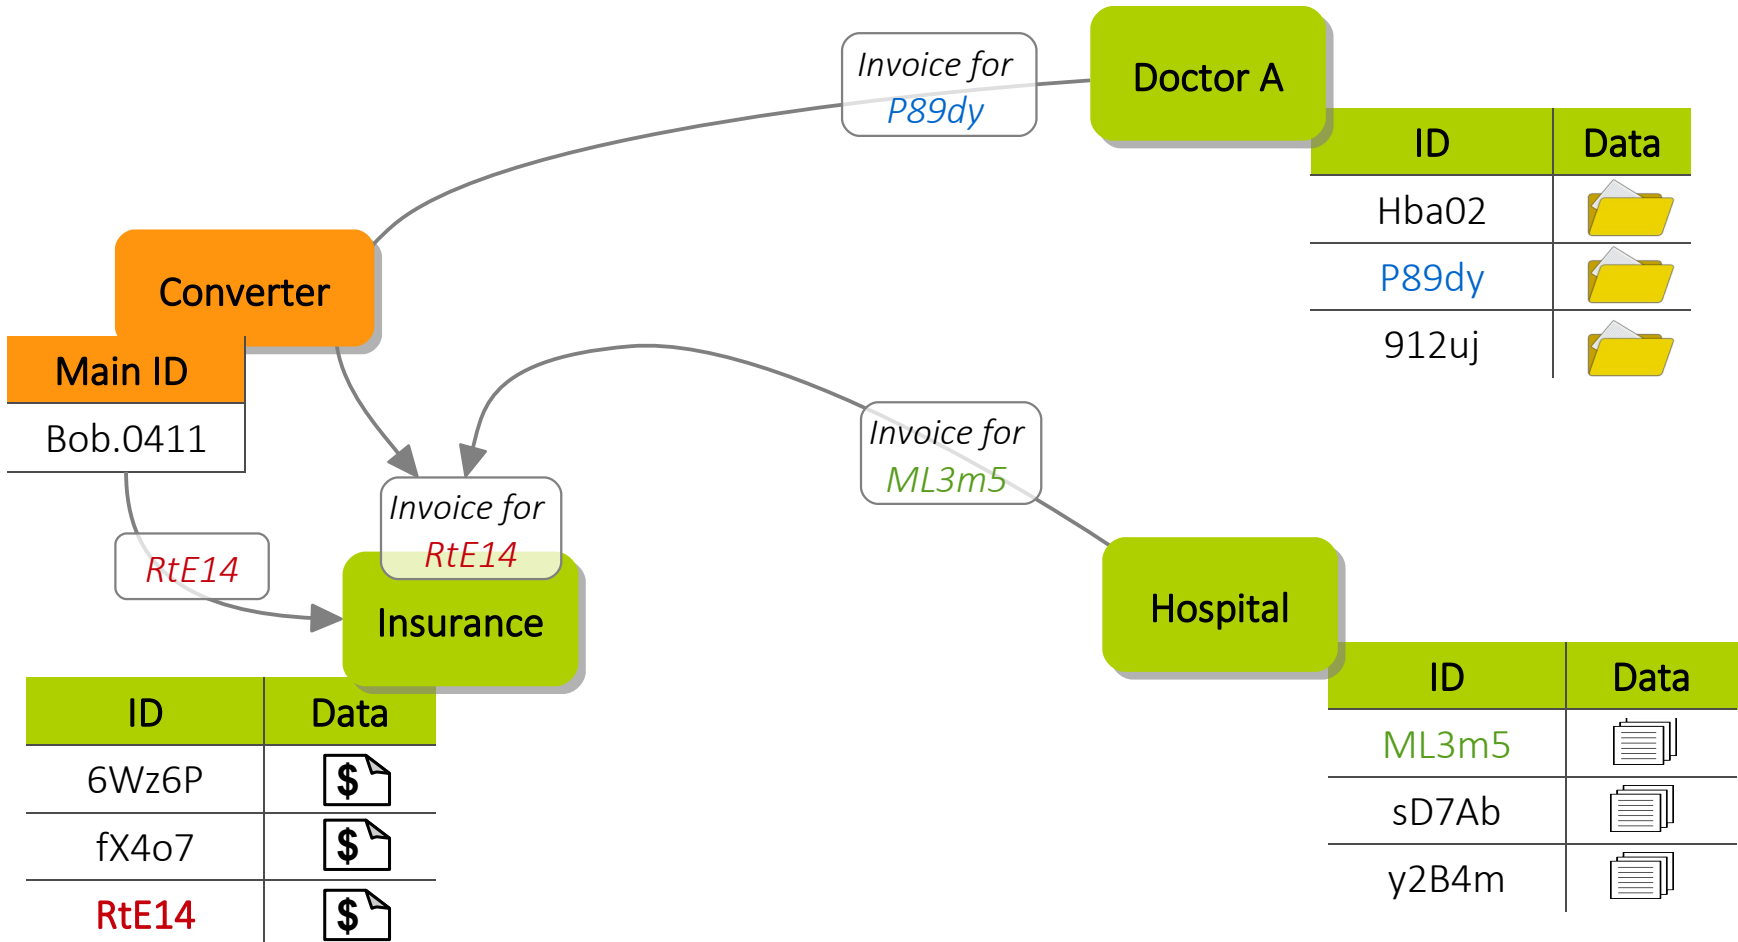 Invoice for
P89dy
Doctor A
ID Data
Hba02
P89dy
912uj
Converter
Main ID
Bob.0411
RtE14
Invoice for
RtE14
Invoice for
ML3m5
Insurance
Hospital
ID Data
6Wz6P $
fX4o7 $
RtE14 $
ID Data
ML3m5
sD7Ab
y2B4m